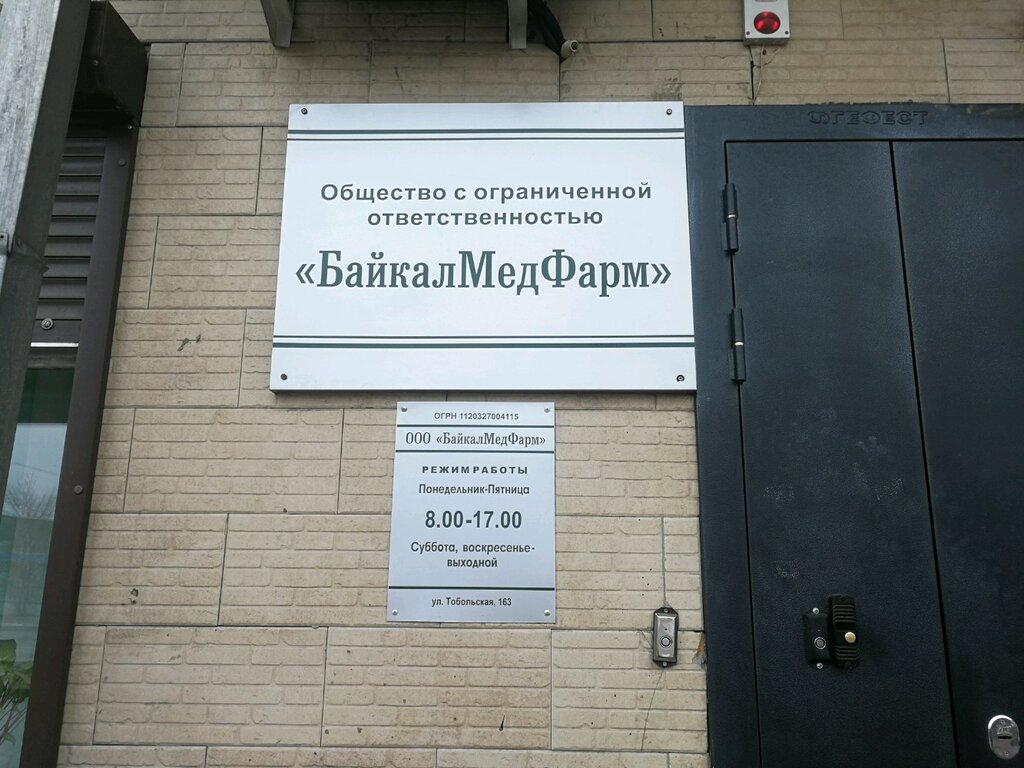 ГЕФЕСТ
Общество с ограниченной
ответственностью
«БайкалМедФарм»
ОГРН 1120327004115
ООО «БайкалМедФарм»
РЕЖИМ РАБОТЫ
Понедельник-Пятница
8.00-17.00
Суббота, воскресенье-
выходной
ул. Тобольская, 163